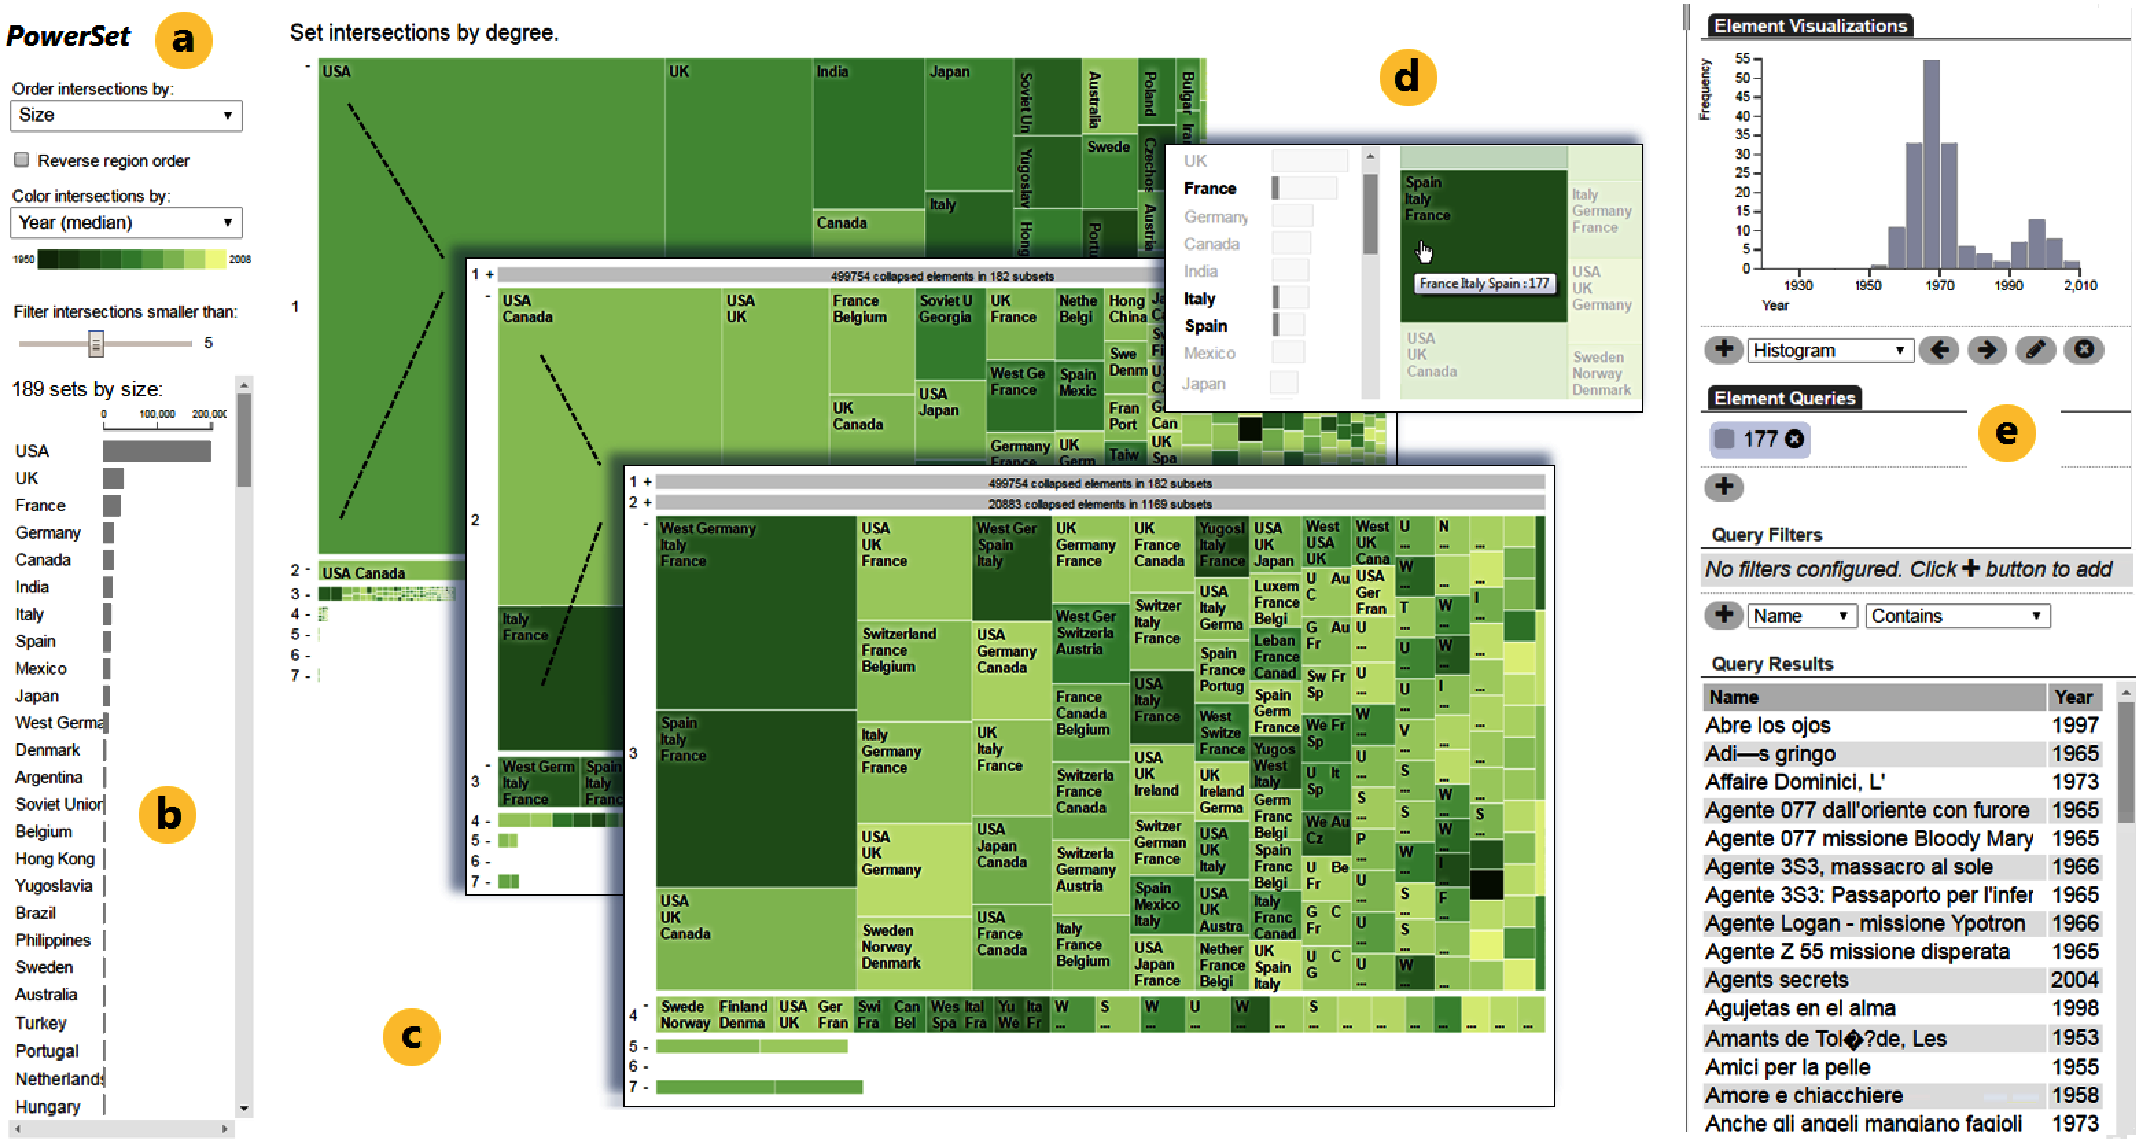 PowerSet
a
Order intersections by:
Size
Reverse region order
Color intersections by:
Year (median)
1950
2008
Filter intersections smaller than:
5
189 sets by size:
0 100,000 200,000
USA
UK
France
Germany
Canada
India
Italy
Spain
Mexico
Japan
West Germa
Denmark
Argentina
Soviet Union
Belgium
b
Hong Kong
Yugoslavia
Brazil
Philippines
Sweden
Australia
Turkey
Portugal
Netherlands
Hungary
Set intersections by degree.
-
1
USA
UK
India
Canada
Japan
Italy
Soviet Un
Yugoslav
Hong
Australia
Swede
Portu
Poland
Czechos
Austria
Bulgar
Ira
2 -
USA Canada
3 -
4 -
5 -
6 -
7 -
1 +
499754 collapsed elements in 182 subsets
-
2
USA
Canada
Italy
France
USA
UK
France
Belgium
UK
Canada
Soviet U
Georgia
USA
Japan
UK
France
West Ge
France
Germany
France
Nethe
Belgi
Spain
Mexic
UK
Germ
Hong
China
Swe
Denm
Fran
Port
Taiw
Can
UK
Spa
-
3
West Germ
Italy
France
Spain
Italy
Franc
4 -
5 -
6 -
7 -
1 +
499754 collapsed elements in 182 subsets
2 +
20883 collapsed elements in 1169 subsets
-
3
West Germany
Italy
France
Spain
Italy
France
USA
UK
Canada
USA
UK
France
Switzerland
France
Belgium
Italy
Germany
France
USA
UK
Germany
Sweden
Norway
Denmark
West Ger
Spain
Italy
USA
Germany
Canada
UK
Italy
France
USA
Japan
Canada
USA
France
Canada
UK
Germany
France
West Ger
Switzerla
Austria
France
Canada
Belgium
Switzerla
France
Canada
Switzerla
Germany
Austria
Italy
France
Belgium
UK
France
Canada
Switzer
Italy
France
USA
Italy
France
USA
UK
Ireland
Switzer
German
France
Spain
Mexico
Italy
USA
Japan
France
Yugosl
Italy
France
USA
Italy
Germa
Spain
France
Portug
West
Switze
France
UK
Ireland
Germa
USA
UK
Italy
USA
UK
Austra
Nether
France
Belgi
USA
UK
Japan
Luxem
France
Belgi
Leban
France
Canad
Spain
Germ
France
Yugos
West
Italy
Germ
Franc
Belgi
Spain
Franc
Belgi
Italy
Franc
Canad
UK
Spain
Italy
West
USA
UK
U Au
C
G Au
Fr
Sw Fr
Sp
We Fr
Sp
U It
Sp
We Au
Cz
U Be
Fr
G C
Fr
U C
G
West
UK
Cana
USA
Ger
Fran
U
...
U
...
W
...
U
...
S
...
P
...
U
...
U
...
U
U
...
W
...
T
...
U
...
U
...
V
...
S
...
S
...
W
...
S
...
S
...
W
N
...
W
...
W
...
I
...
W
...
W
...
I
...
F
...
I
...
S
...
4 -
Swede
Norway
Finland
Denma
USA
UK
Ger
Fran
Swi
Fra
Can
Bel
Wes
Spa
Ital
Fra
Yu
We
Ita
Fr
W
...
S
...
W
...
U
...
W
...
S
...
5 -
6 -
7 -
c
d
UK
France
Germany
Canada
India
Italy
Spain
Mexico
Japan
Spain
Italy
France
France Italy Spain : 177
USA
UK
Canada
Italy
Germany
France
USA
UK
Germany
Sweden
Norway
Denmark
Element Visualizations
Frequency
55
50
45
40
35
30
25
20
15
10
5
0
1930 1950 1970 1990 2,010
Year
Histogram
Element Queries
177
e
Query Filters
No filters configured. Click + button to add
Name
Contains
Query Results
Name Year
Abre los ojos 1997
Adi—s gringo 1965
Affaire Dominici, L' 1973
Agente 077 dall'oriente con furore 1965
Agente 077 missione Bloody Mary 1965
Agente 3S3, massacro al sole 1966
Agente 3S3: Passaporto per l'infer 1965
Agente Logan - missione Ypotron 1966
Agente Z 55 missione disperata 1965
Agents secrets 2004
Agujetas en el alma 1998
Amants de Tol�?de, Les 1953
Amici per la pelle 1955
Amore e chiacchiere 1958
Anche gli angeli mangiano fagioli 1973